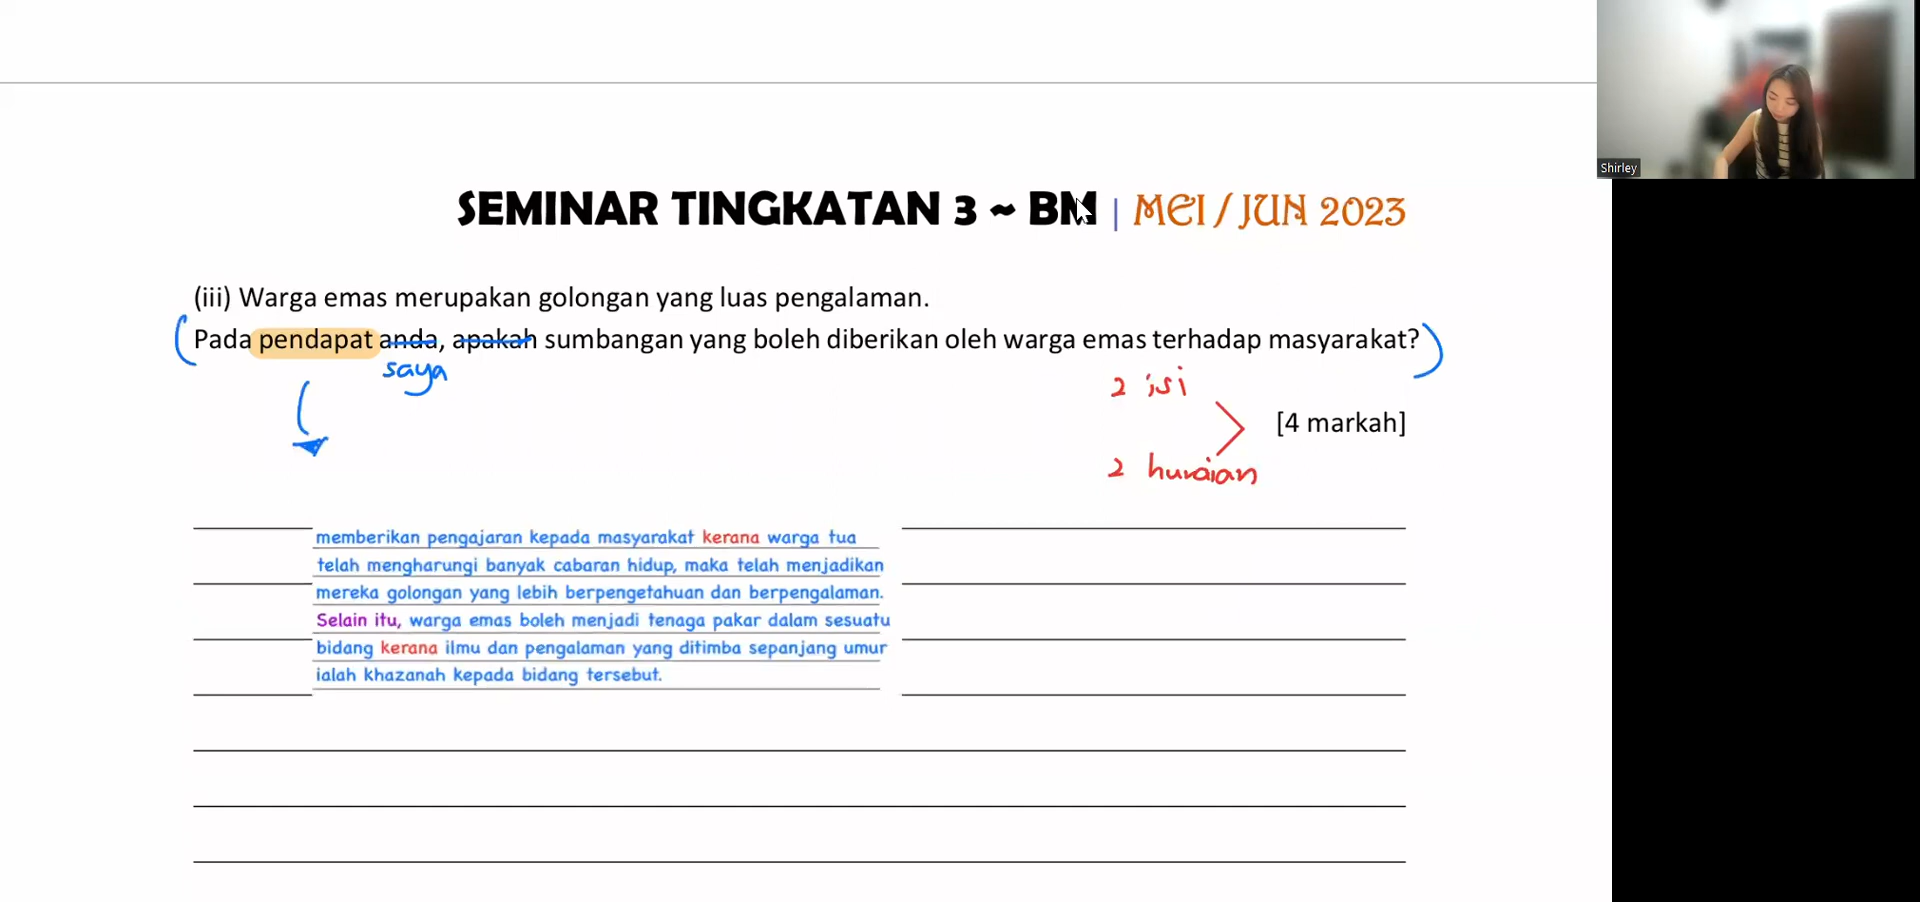 Shirley
SEMINAR TINGKATAN 3 ~ BM | MEI / JUN 2023
(iii) Warga emas merupakan golongan yang luas pengalaman.
(Pada pendapat anda, apakah sumbangan yang boleh diberikan oleh warga emas terhadap masyarakat?)
saya
2 isi
[4 markah]
2 huraian
memberikan pengajaran kepada masyarakat kerana warga tua
telah mengharungi banyak cabaran hidup, maka telah menjadikan
mereka golongan yang lebih berpengetahuan dan berpengalaman.
Selain itu, warga emas boleh menjadi tenaga pakar dalam sesuatu
bidang kerana ilmu dan pengalaman yang ditimba sepanjang umur
ialah khazanah kepada bidang tersebut.